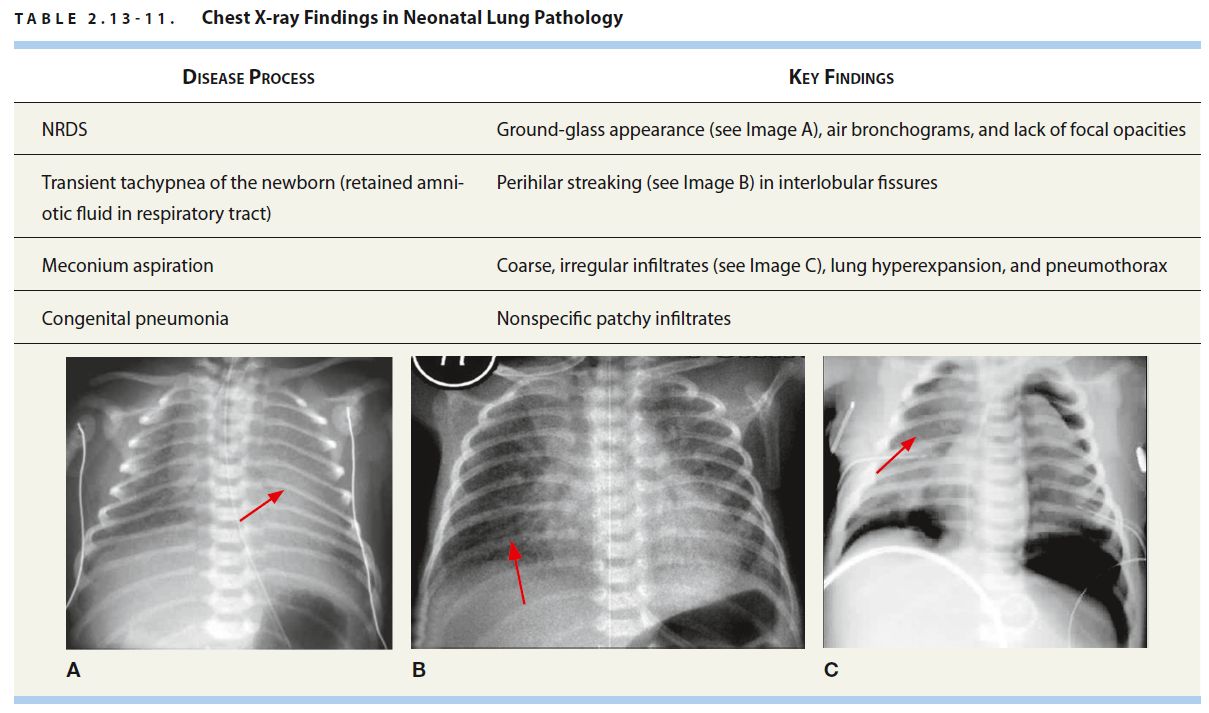 TABLE 2.13-11. Chest X-ray Findings in Neonatal Lung Pathology
DISEASE PROCESS KEY FINDINGS
NRDS Ground-glass appearance (see Image A), air bronchograms, and lack of focal opacities
Transient tachypnea of the newborn (retained amni- Perihilar streaking (see Image B) in interlobular fissures
otic fluid in respiratory tract)
Meconium aspiration Coarse, irregular infiltrates (see Image C), lung hyperexpansion, and pneumothorax
Congenital pneumonia Nonspecific patchy infiltrates
A B C